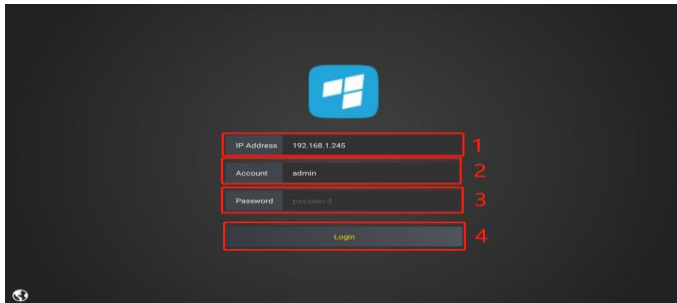 IP Address 192.168.1.245 1
Account admin 2
Password password 3
Login 4